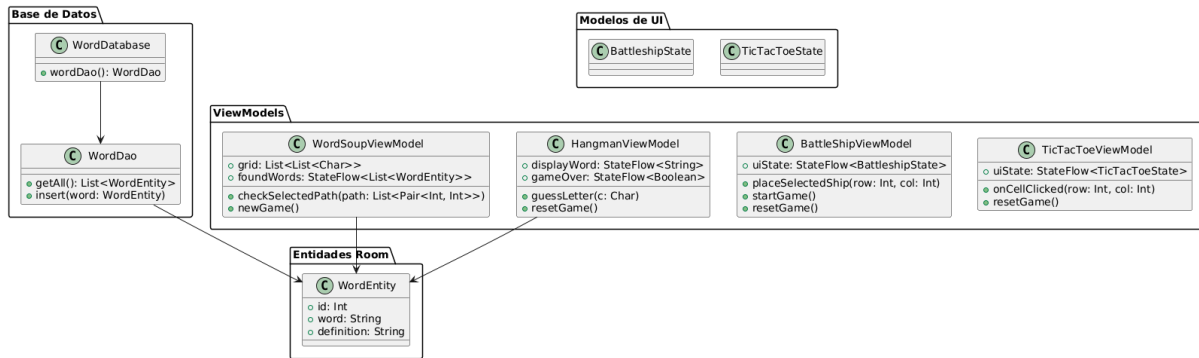 Base de Datos
C WordDatabase
wordDao(): WordDao
C WordDao
getAll(): List<WordEntity>
insert(word: WordEntity)
Modelos de UI
C BattleshipState
C TicTacToeState
ViewModels
C WordSoupViewModel
grid: List<List<Char>>
foundWords: StateFlow<List<WordEntity>>
checkSelectedPath(path: List<Pair<Int, Int>>)
newGame()
C HangmanViewModel
displayWord: StateFlow<String>
gameOver: StateFlow<Boolean>
guessLetter(c: Char)
resetGame()
C BattleShipViewModel
uiState: StateFlow<BattleshipState>
placeSelectedShip(row: Int, col: Int)
startGame()
resetGame()
C TicTacToeViewModel
uiState: StateFlow<TicTacToeState>
onCellClicked(row: Int, col: Int)
resetGame()
Entidades Room
C WordEntity
id: Int
word: String
definition: String